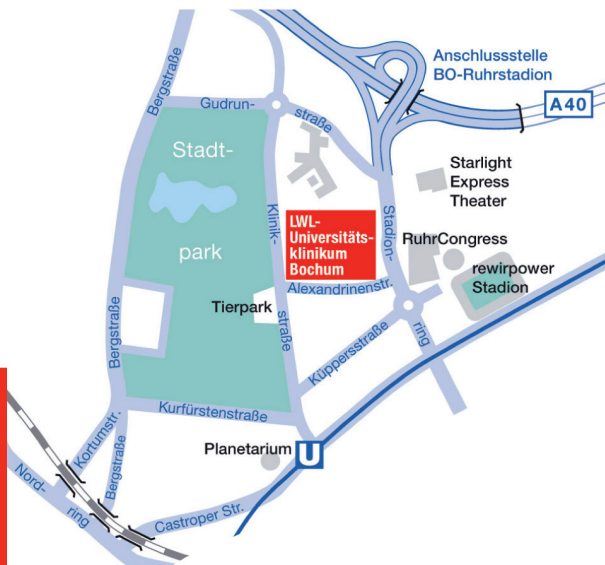 Anschlussstelle
BO-Ruhrstadion
A40
Bergstraße
Gudrun-
straße
Stadt-
park
Klinik-
straße
LWL-
Universitäts-
klinikum
Bochum
Stadion-
ring
Starlight
Express
Theater
RuhrCongress
rewirpower
Stadion
Alexandrinenstr.
Tierpark
Bergstraße
Küppersstraße
Kurfürstenstraße
Kortumstr.
Bergstraße
Planetarium
U
Nord-
ring
Castroper Str.